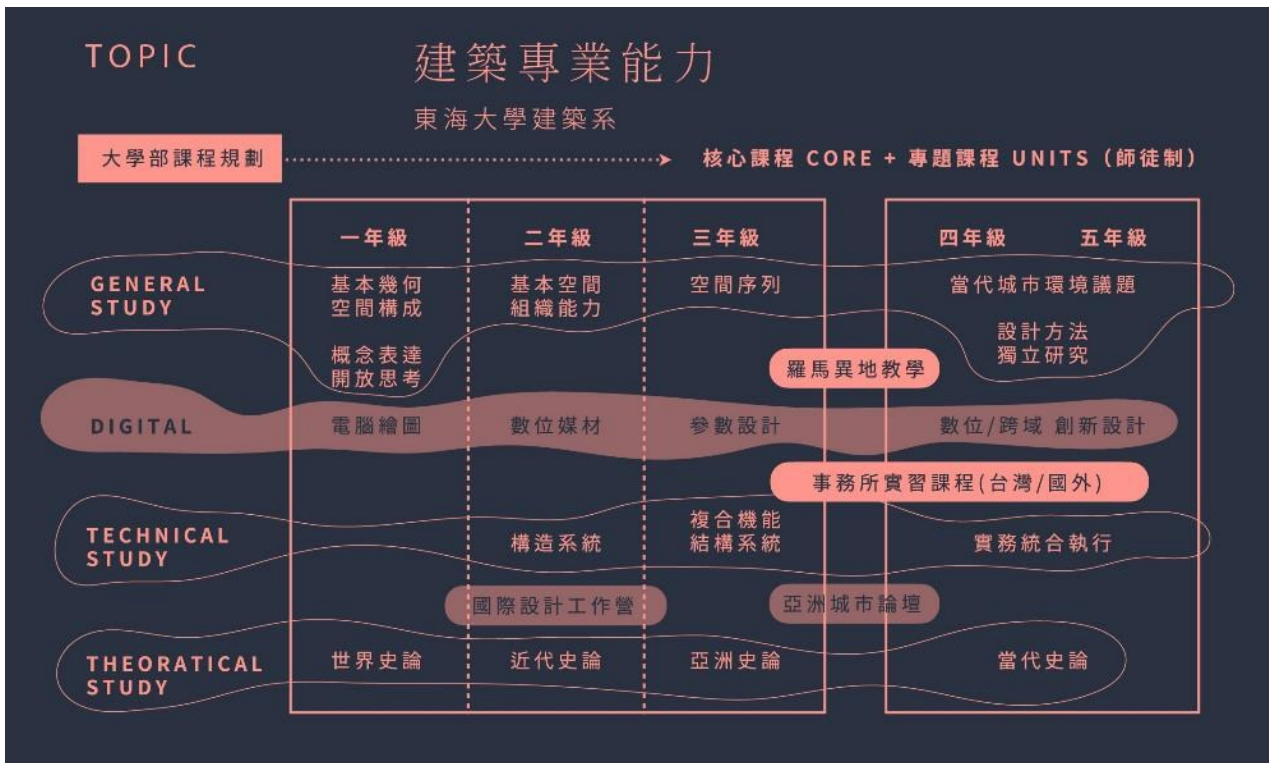 TOPIC
建築專業能力
東海大學建築系
大學部課程規劃
核心課程 CORE + 專題課程 UNITS (師徒制)
一年級
二年級
三年級
四年級
五年級
GENERAL
STUDY
基本幾何
空間構成
概念表達
開放思考
基本空間
組織能力
空間序列
當代城市環境議題
設計方法
獨立研究
羅馬異地教學
DIGITAL
電腦繪圖
數位媒材
參數設計
數位/跨域 創新設計
事務所實習課程(台灣/國外)
TECHNICAL
STUDY
構造系統
複合機能
結構系統
實務統合執行
國際設計工作營
亞洲城市論壇
THEORATICAL
STUDY
世界史論
近代史論
亞洲史論
當代史論